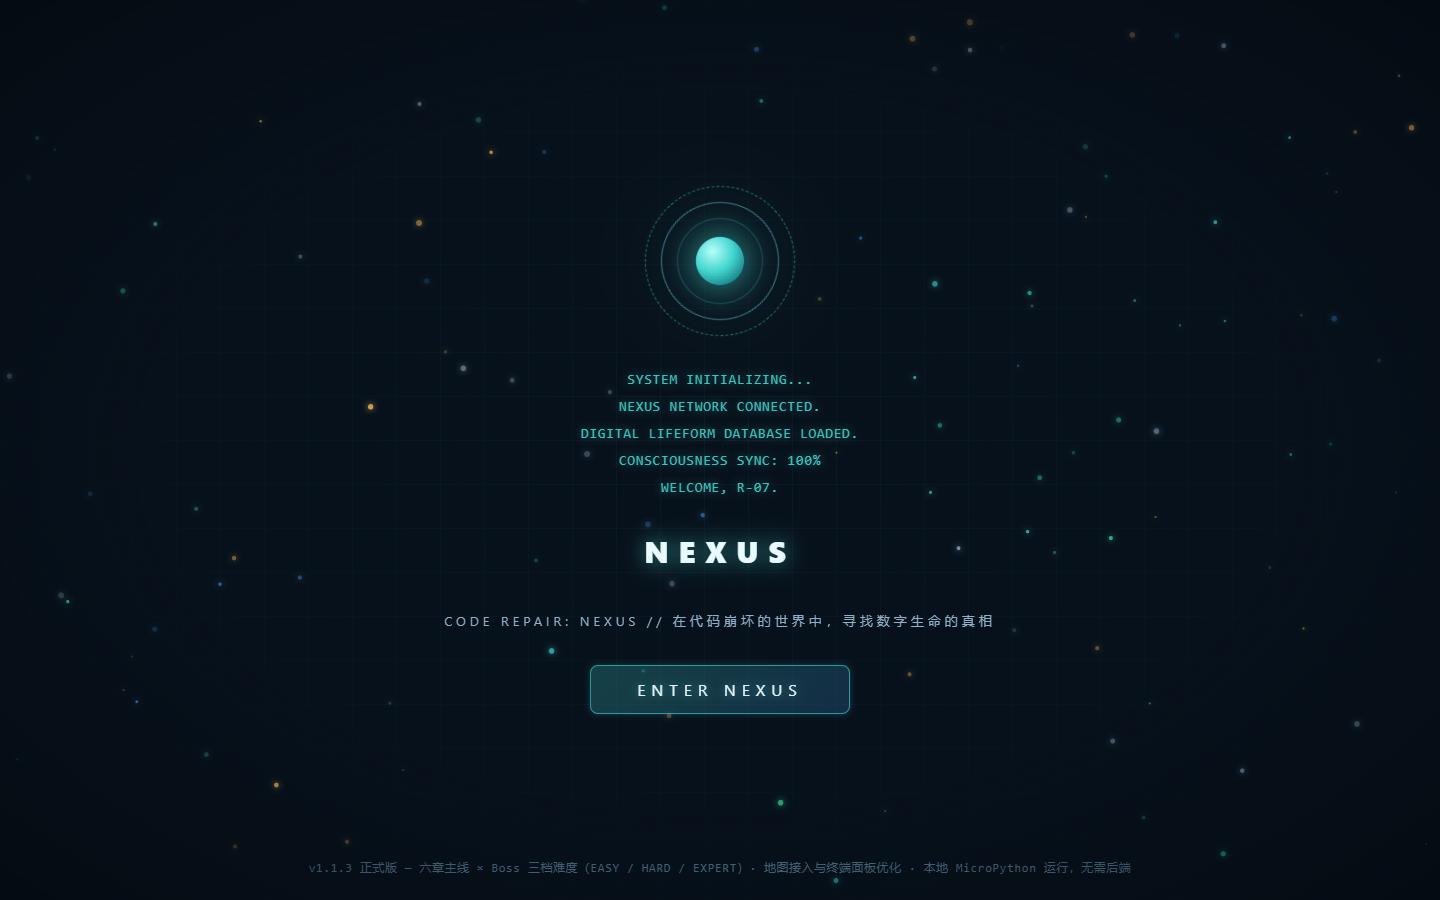 SYSTEM INITIALIZING...
NEXUS NETWORK CONNECTED.
DIGITAL LIFEFORM DATABASE LOADED.
CONSCIOUSNESS SYNC: 100%
WELCOME, R-07.
NEXUS
CODE REPAIR: NEXUS // 在代码崩坏的世界中，寻找数字生命的真相
ENTER NEXUS
v1.1.3 正式版 — 六章主线 × Boss 三档难度（EASY / HARD / EXPERT）· 地图接入与终端面板优化 · 本地 MicroPython 运行，无需后端